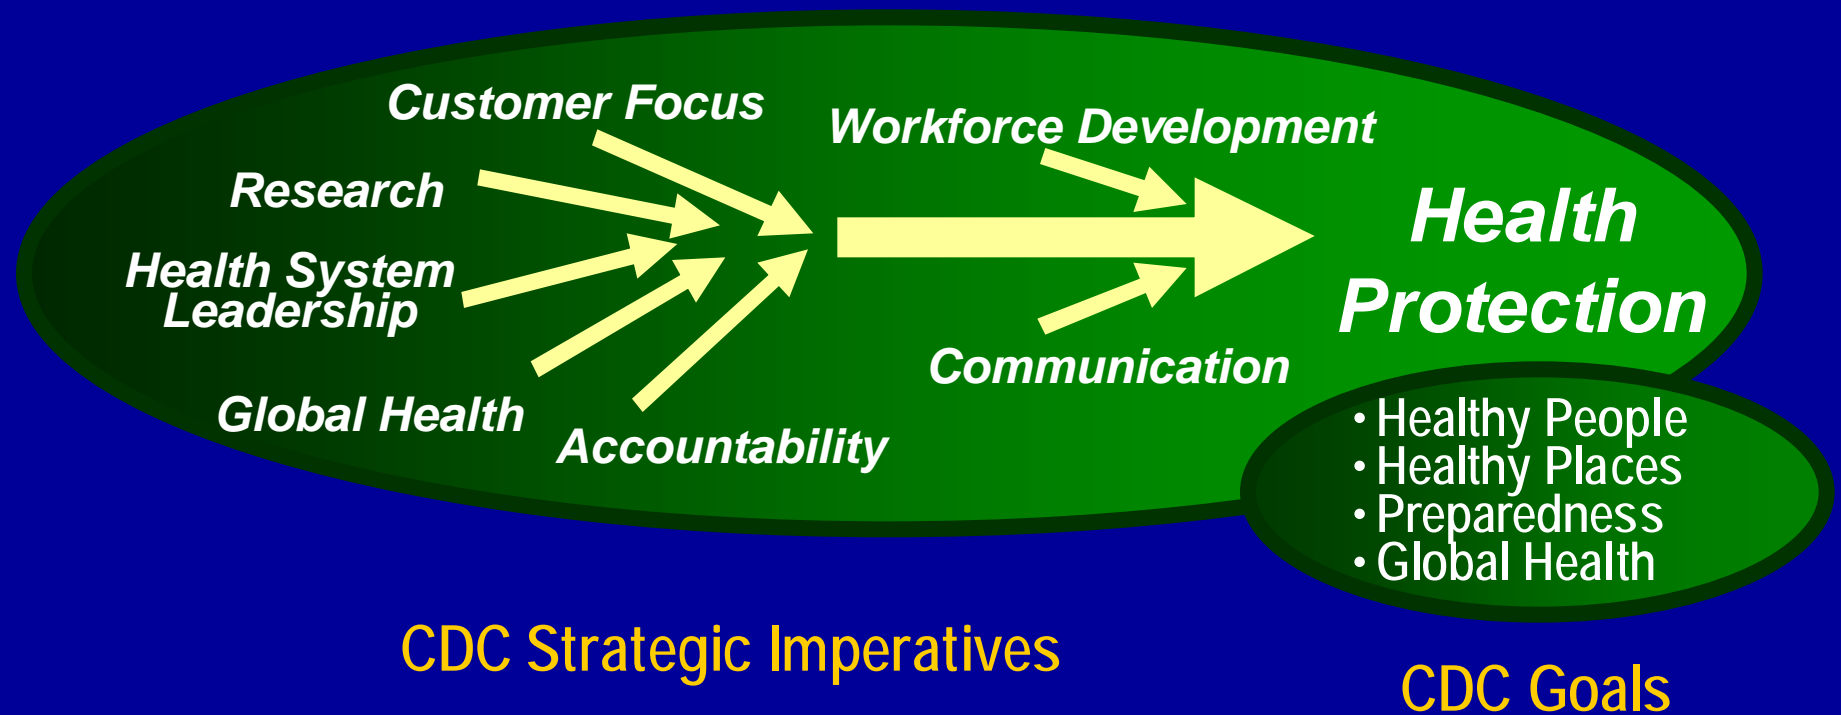 Customer Focus
Workforce Development
Research
Health System
Leadership
Health
Protection
Communication
Global Health
Accountability
• Healthy People
• Healthy Places
• Preparedness
• Global Health
CDC Strategic Imperatives
CDC Goals